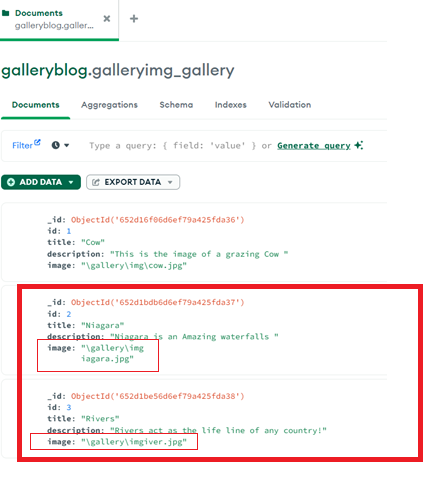 Documents
galleryblog.galler...
galleryblog.galleryimg_gallery
Documents Aggregations Schema Indexes Validation
Filter Type a query: { field: 'value' } or Generate query
ADD DATA EXPORT DATA
_id: ObjectId('652d16f06d6ef79a425fda36')
id: 1
title: "Cow"
description: "This is the image of a grazing Cow "
image: "\gallery\img\cow.jpg"
_id: ObjectId('652d1bdb6d6ef79a425fda37')
id: 2
title: "Niagara"
description: "Niagara is an Amazing waterfalls "
image: "\gallery\img
iagara.jpg"
_id: ObjectId('652d1be56d6ef79a425fda38')
id: 3
title: "Rivers"
description: "Rivers act as the life line of any country!"
image: "\gallery\imgiver.jpg"